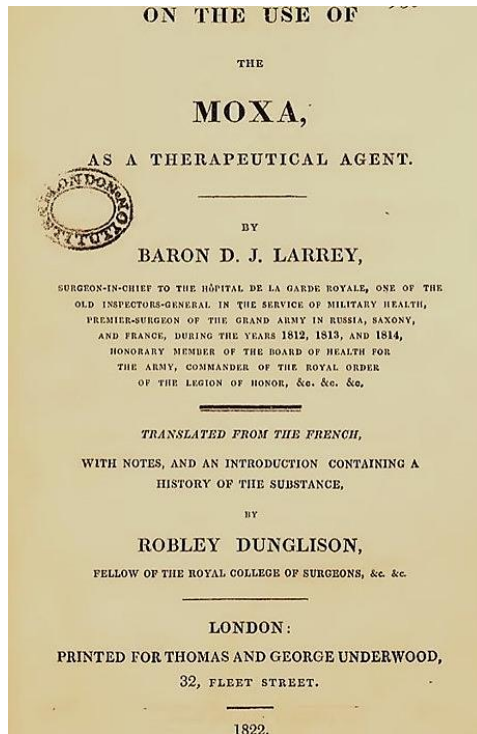 ON THE USE OF
THE
MOXA,
AS A THERAPEUTICAL AGENT.
LONDON INSTITUTION
BY
BARON D. J. LARREY,
SURGEON-IN-CHIEF TO THE HôPITAL DE LA GARDE ROYALE, ONE OF THE
OLD INSPECTORS-GENERAL IN THE SERVICE OF MILITARY HEALTH,
PREMIER-SURGEON OF THE GRAND ARMY IN RUSSIA, SAXONY,
AND FRANCE, DURING THE YEARS 1812, 1813, AND 1814,
HONORARY MEMBER OF THE BOARD OF HEALTH FOR
THE ARMY, COMMANDER OF THE ROYAL ORDER
OF THE LEGION OF HONOR, &c. &c. &c.
TRANSLATED FROM THE FRENCH,
WITH NOTES, AND AN INTRODUCTION CONTAINING A
HISTORY OF THE SUBSTANCE,
BY
ROBLEY DUNGLISON,
FELLOW OF THE ROYAL COLLEGE OF SURGEONS, &c. &c.
LONDON:
PRINTED FOR THOMAS AND GEORGE UNDERWOOD,
32, FLEET STREET.
1822.